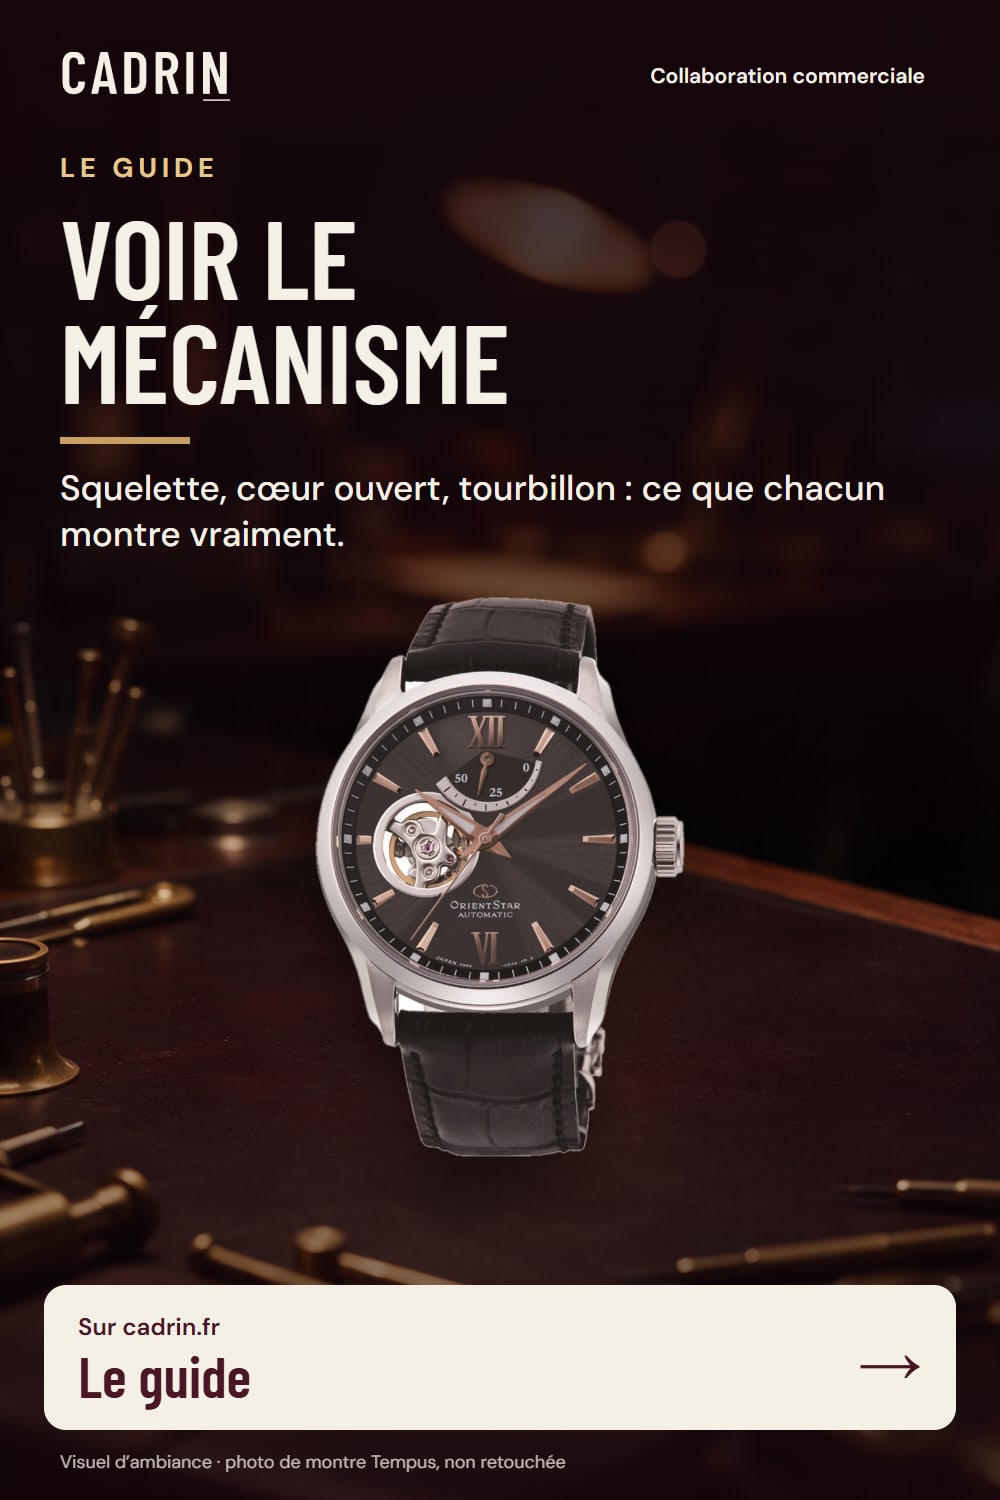 CADRIN
Collaboration commerciale
LE GUIDE
VOIR LE
MÉCANISME
Squelette, cœur ouvert, tourbillon : ce que chacun
montre vraiment.
XII
50
0
25
ORIENTSTAR
AUTOMATIC
VI
JAPAN
Sur cadrin.fr
Le guide
Visuel d’ambiance · photo de montre Tempus, non retouchée